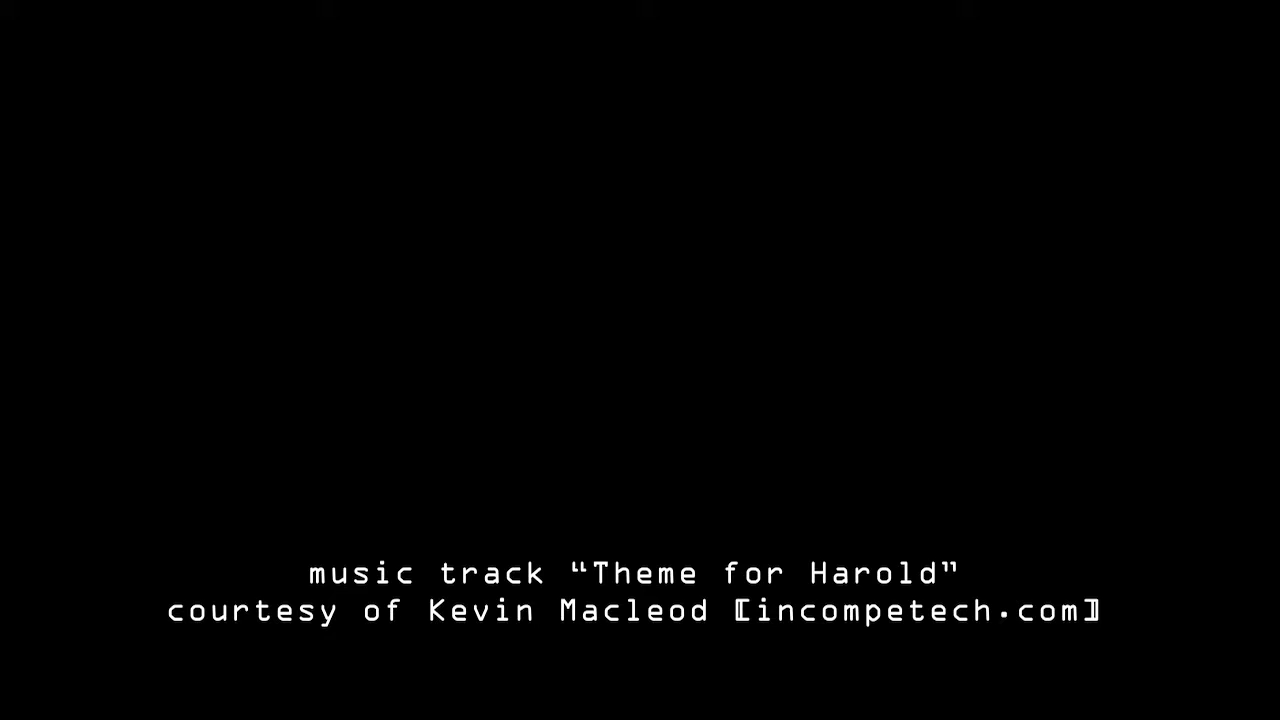 music track “Theme for Harold”
courtesy of Kevin Macleod [incompetech.com]